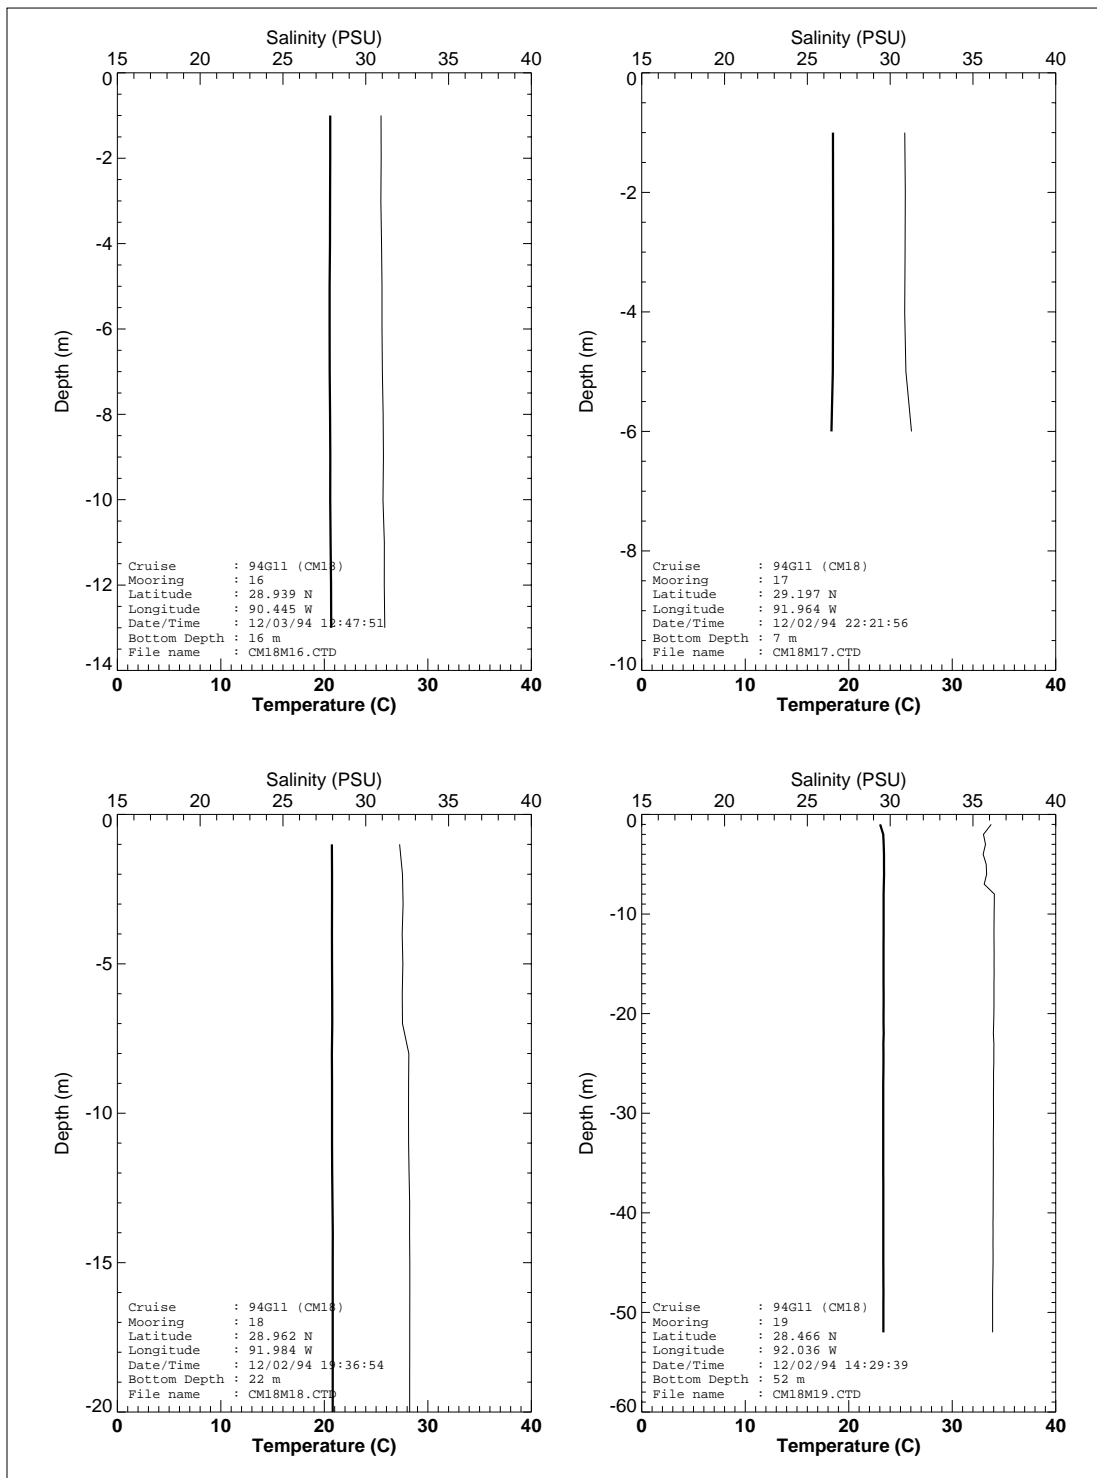 Salinity (PSU)
15 20 25 30 35 40
0
-2
-4
-6
-8
-10
-12
-14
Depth (m)
Cruise : 94G11 (CM18)
Mooring : 16
Latitude : 28.939 N
Longitude : 90.445 W
Date/Time : 12/03/94 12:47:51
Bottom Depth : 16 m
File name : CM18M16.CTD
0 10 20 30 40
Temperature (C)
Salinity (PSU)
15 20 25 30 35 40
0
-2
-4
-6
-8
-10
Depth (m)
Cruise : 94G11 (CM18)
Mooring : 17
Latitude : 29.197 N
Longitude : 91.964 W
Date/Time : 12/02/94 22:21:56
Bottom Depth : 7 m
File name : CM18M17.CTD
0 10 20 30 40
Temperature (C)
Salinity (PSU)
15 20 25 30 35 40
0
-5
-10
-15
-20
Depth (m)
Cruise : 94G11 (CM18)
Mooring : 18
Latitude : 28.962 N
Longitude : 91.984 W
Date/Time : 12/02/94 19:36:54
Bottom Depth : 22 m
File name : CM18M18.CTD
0 10 20 30 40
Temperature (C)
Salinity (PSU)
15 20 25 30 35 40
0
-10
-20
-30
-40
-50
-60
Depth (m)
Cruise : 94G11 (CM18)
Mooring : 19
Latitude : 28.466 N
Longitude : 92.036 W
Date/Time : 12/02/94 14:29:39
Bottom Depth : 52 m
File name : CM18M19.CTD
0 10 20 30 40
Temperature (C)